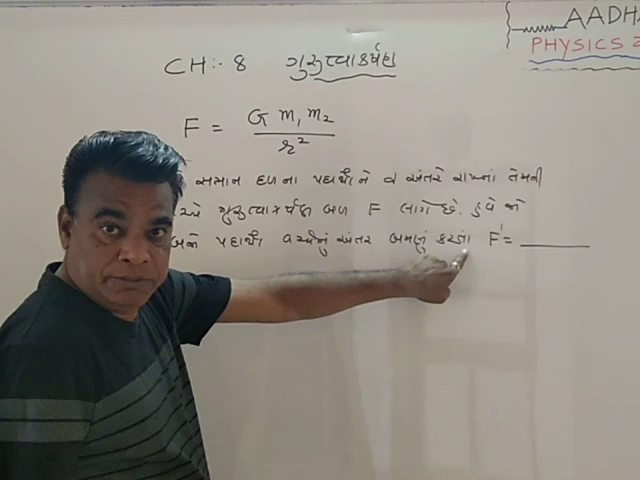 AADHA
PHYSICS Z
CH:- 8 ગુરુત્વાકર્ષણ
F = G m₁ m₂ / r²
સમાન દળના પદાર્થોને d અંતરે રાખતાં તેમની
વચ્ચે ગુરુત્વાકર્ષણ બળ F લાગે છે. હવે જો
બંને પદાર્થો વચ્ચેનું અંતર બમણું કરતાં F' = ______